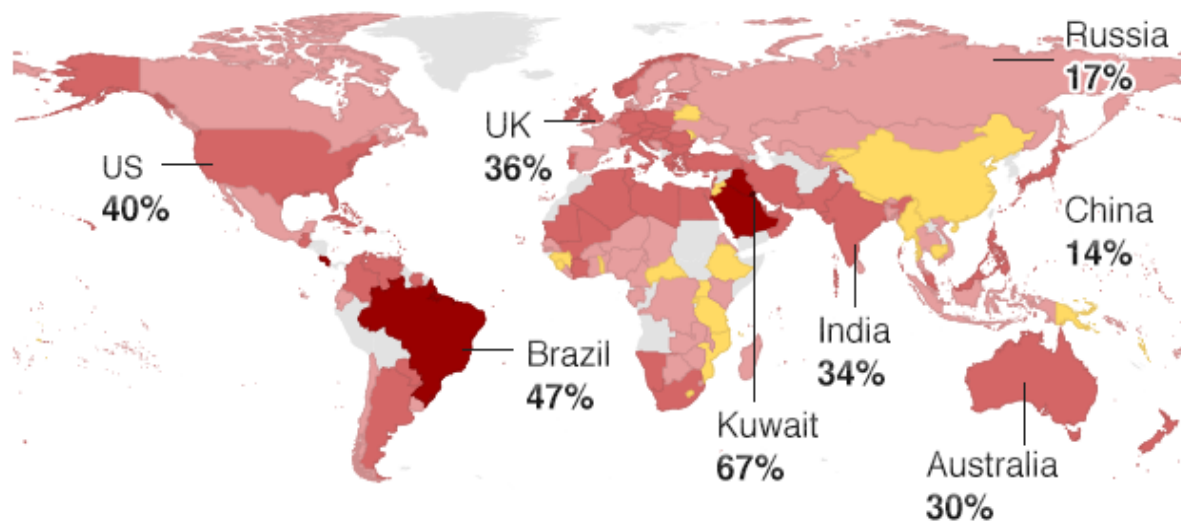 Russia
17%
UK
36%
US
40%
China
14%
India
34%
Brazil
47%
Kuwait
67%
Australia
30%